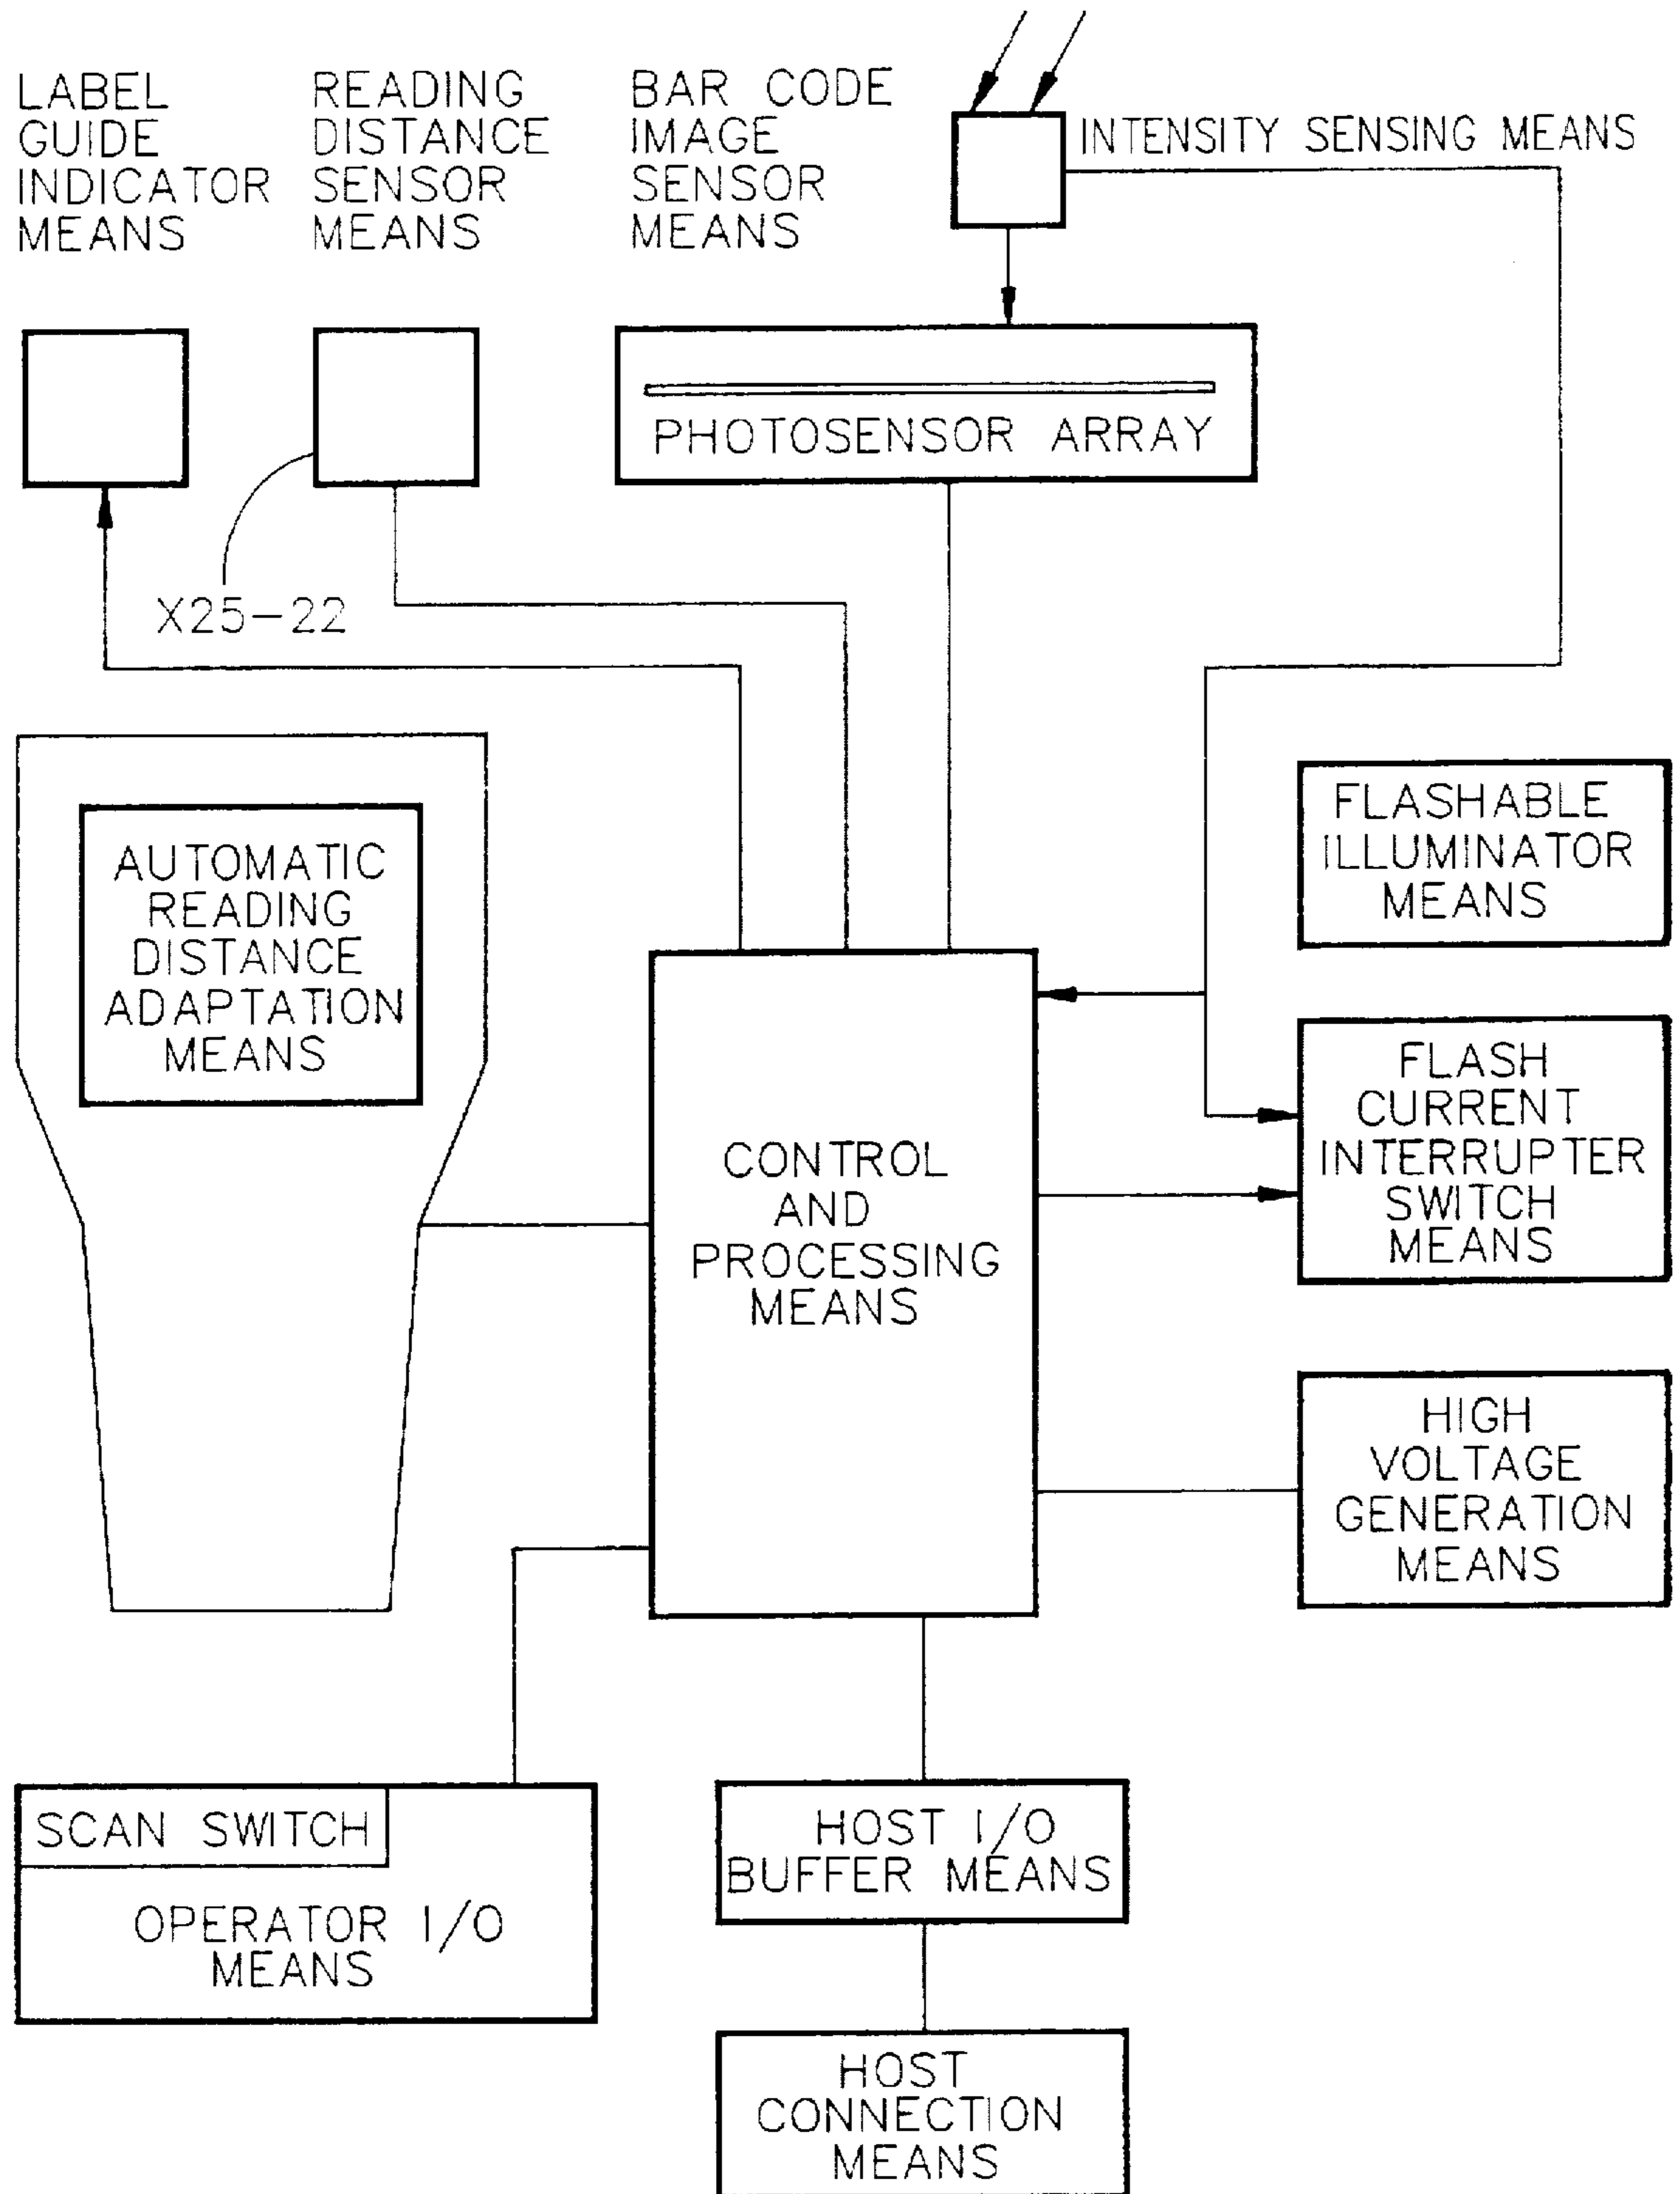 LABEL
GUIDE
INDICATOR
MEANS
READING
DISTANCE
SENSOR
MEANS
BAR CODE
IMAGE
SENSOR
MEANS
INTENSITY SENSING MEANS
PHOTOSENSOR ARRAY
X25-22
AUTOMATIC
READING
DISTANCE
ADAPTATION
MEANS
FLASHABLE
ILLUMINATOR
MEANS
CONTROL
AND
PROCESSING
MEANS
FLASH
CURRENT
INTERRUPTER
SWITCH
MEANS
HIGH
VOLTAGE
GENERATION
MEANS
SCAN SWITCH
OPERATOR I/O
MEANS
HOST I/O
BUFFER MEANS
HOST
CONNECTION
MEANS